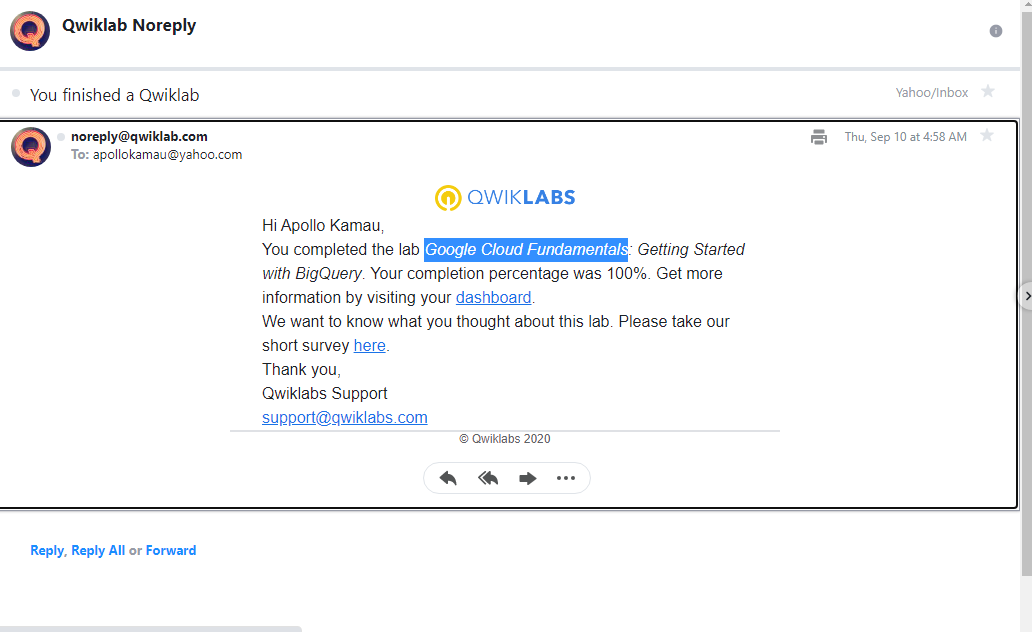 Qwiklab Noreply
You finished a Qwiklab
Yahoo/Inbox
noreply@qwiklab.com
Thu, Sep 10 at 4:58 AM
To: apollokamau@yahoo.com
QWIKLABS
Hi Apollo Kamau,
You completed the lab Google Cloud Fundamentals: Getting Started
with BigQuery. Your completion percentage was 100%. Get more
information by visiting your dashboard.
We want to know what you thought about this lab. Please take our
short survey here.
Thank you,
Qwiklabs Support
support@qwiklabs.com
© Qwiklabs 2020
Reply, Reply All or Forward